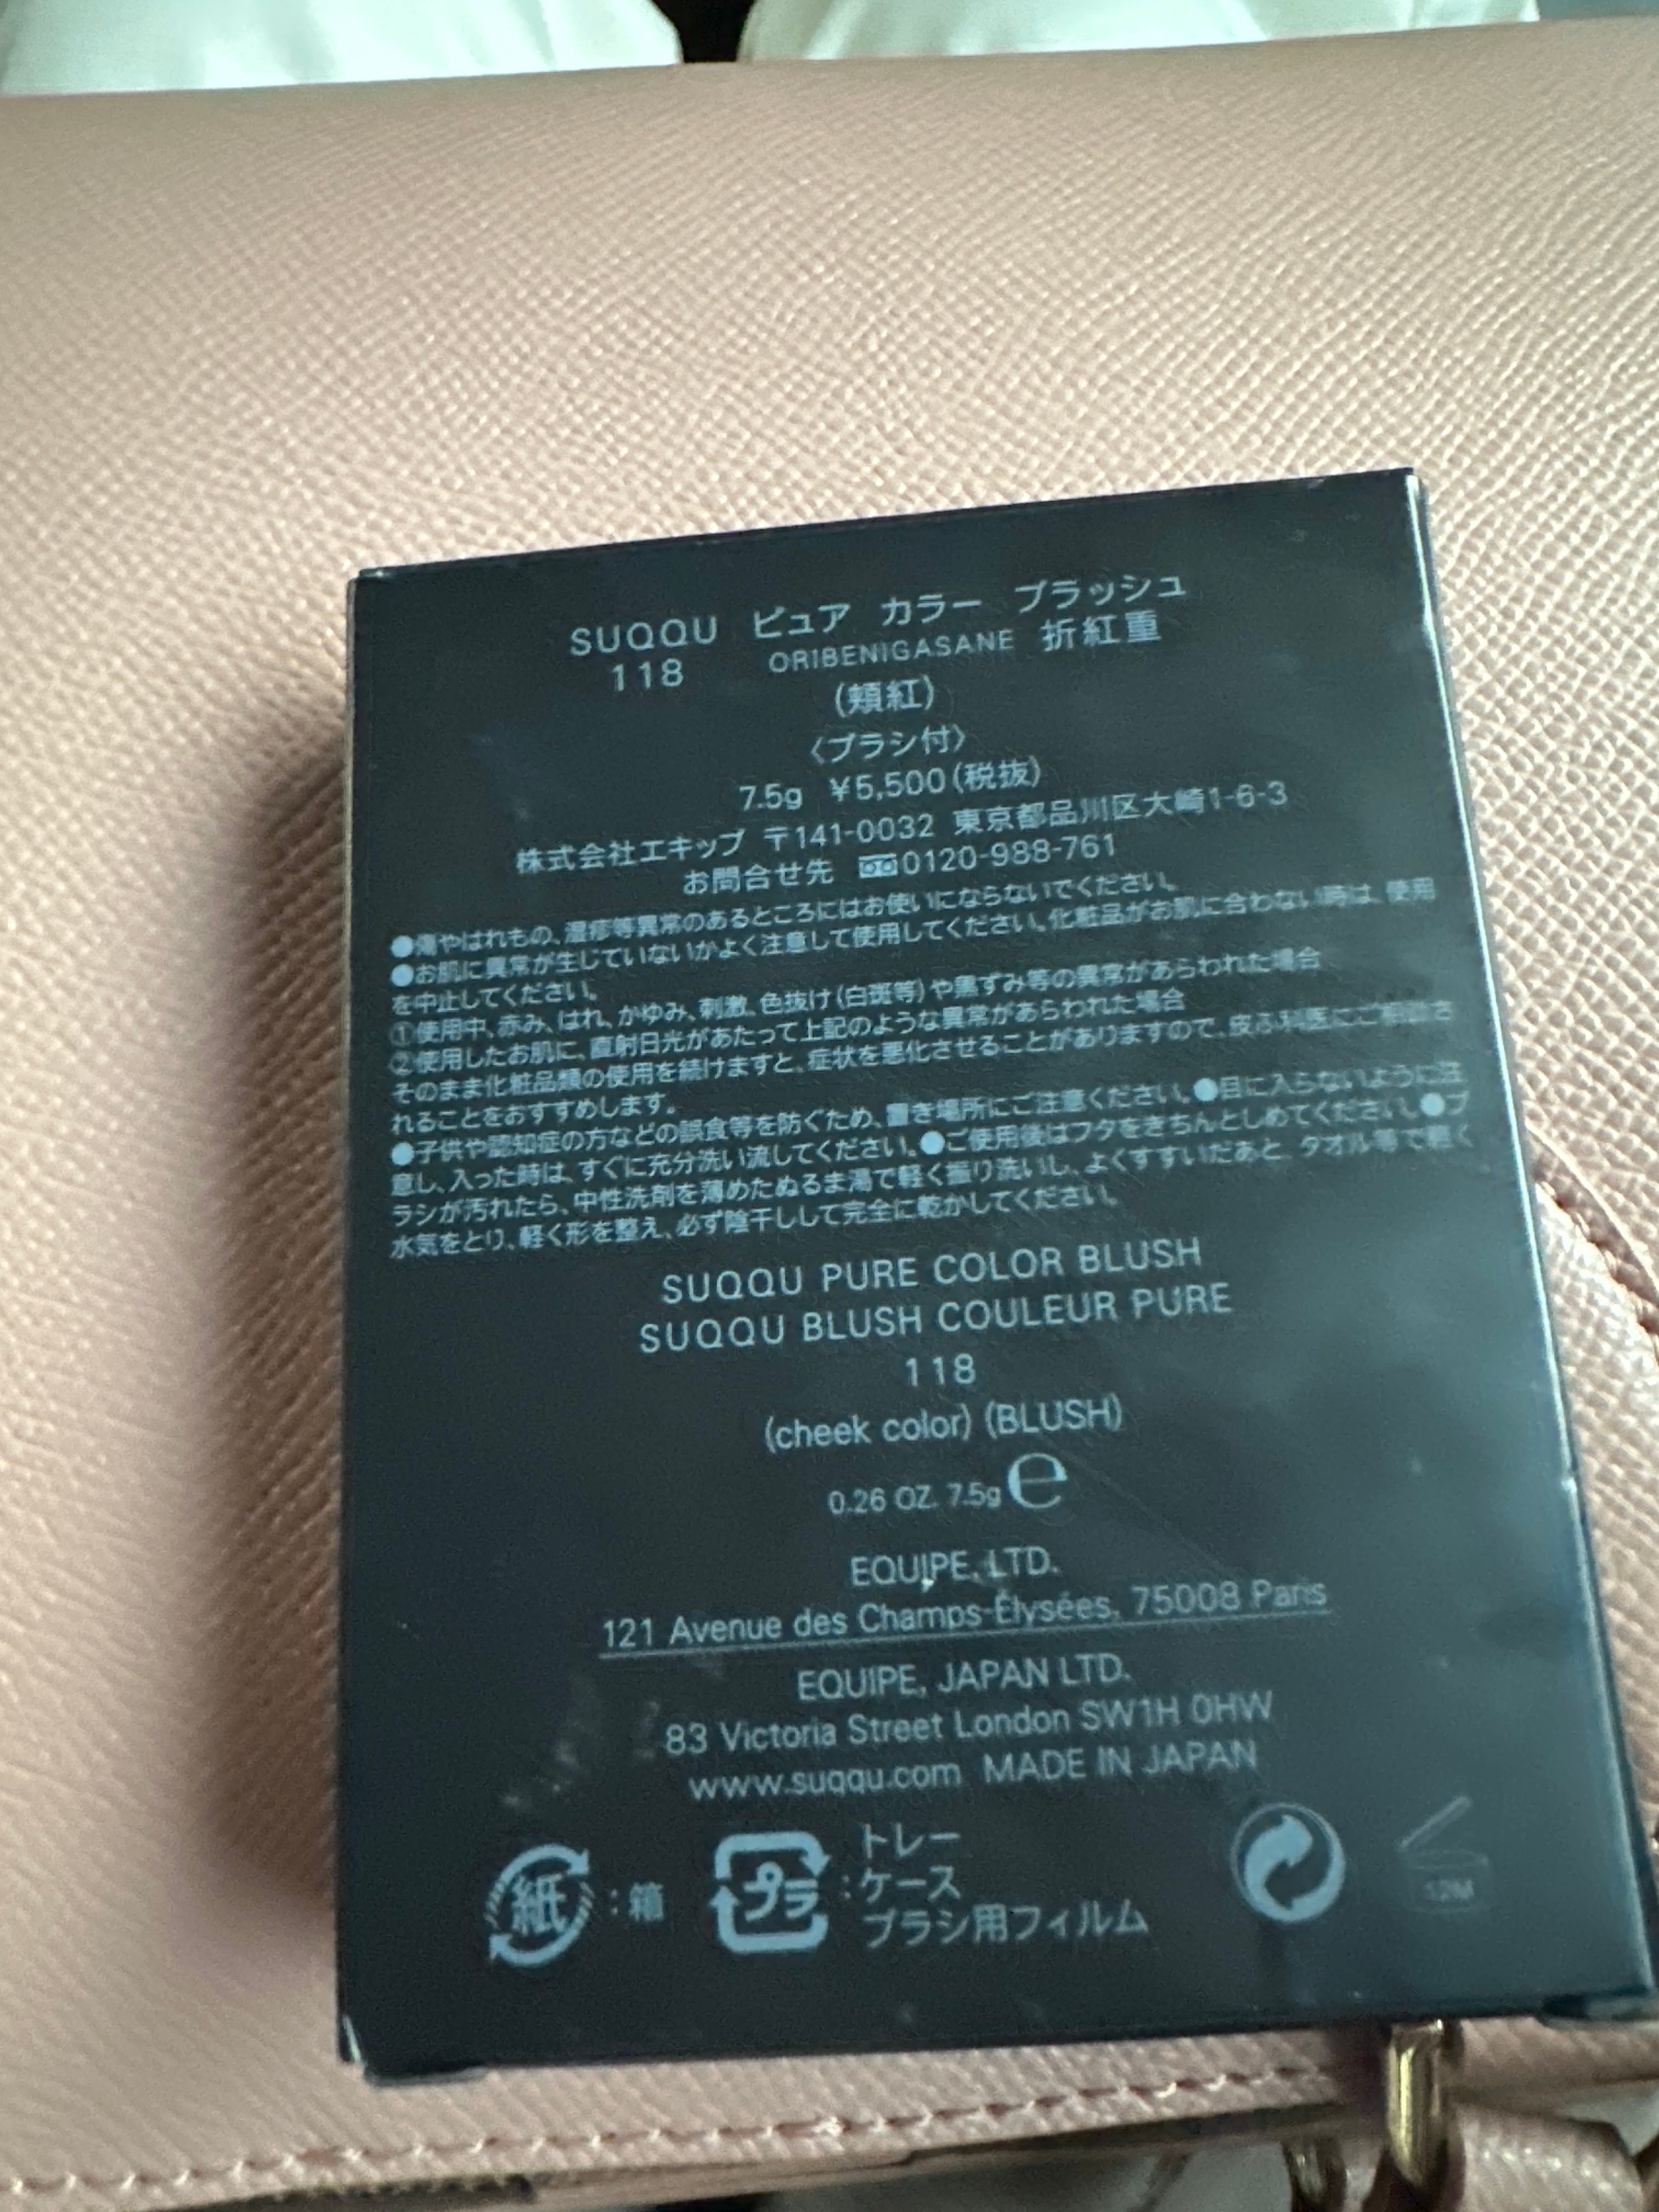 SUQQU ピュア カラー ブラッシュ
118 ORIBENIGASANE 折紅重
(頬紅)
〈ブラシ付〉
7.5g ¥5,500(税抜)
株式会社エキップ 〒141-0032 東京都品川区大崎1-6-3
お問合せ先 0120-988-761
●傷やはれもの、湿疹等異常のあるところにはお使いにならないでください。
●お肌に異常が生じていないかよく注意して使用してください。化粧品がお肌に合わない時は、使用
を中止してください。
①使用中、赤み、はれ、かゆみ、刺激、色抜け(白斑等)や黒ずみ等の異常があらわれた場合
②使用したお肌に、直射日光があたって上記のような異常があらわれた場合
そのまま化粧品類の使用を続けますと、症状を悪化させることがありますので、皮ふ科医にご相談さ
れることをおすすめします。
●子供や認知症の方などの誤食等を防ぐため、置き場所にご注意ください。●目に入らないように注
意し、入った時は、すぐに充分洗い流してください。●ご使用後はフタをきちんとしめてください。●ブ
ラシが汚れたら、中性洗剤を薄めたぬるま湯で軽く振り洗いし、よくすすいだあと、タオル等で軽く
水気をとり、軽く形を整え、必ず陰干しして完全に乾かしてください。
SUQQU PURE COLOR BLUSH
SUQQU BLUSH COULEUR PURE
118
(cheek color) (BLUSH)
0.26 OZ. 7.5g ℮
EQUIPE, LTD.
121 Avenue des Champs-Élysées, 75008 Paris
EQUIPE, JAPAN LTD.
83 Victoria Street London SW1H 0HW
www.suqqu.com MADE IN JAPAN
紙:箱 プラ:トレー
ケース
ブラシ用フィルム
12M